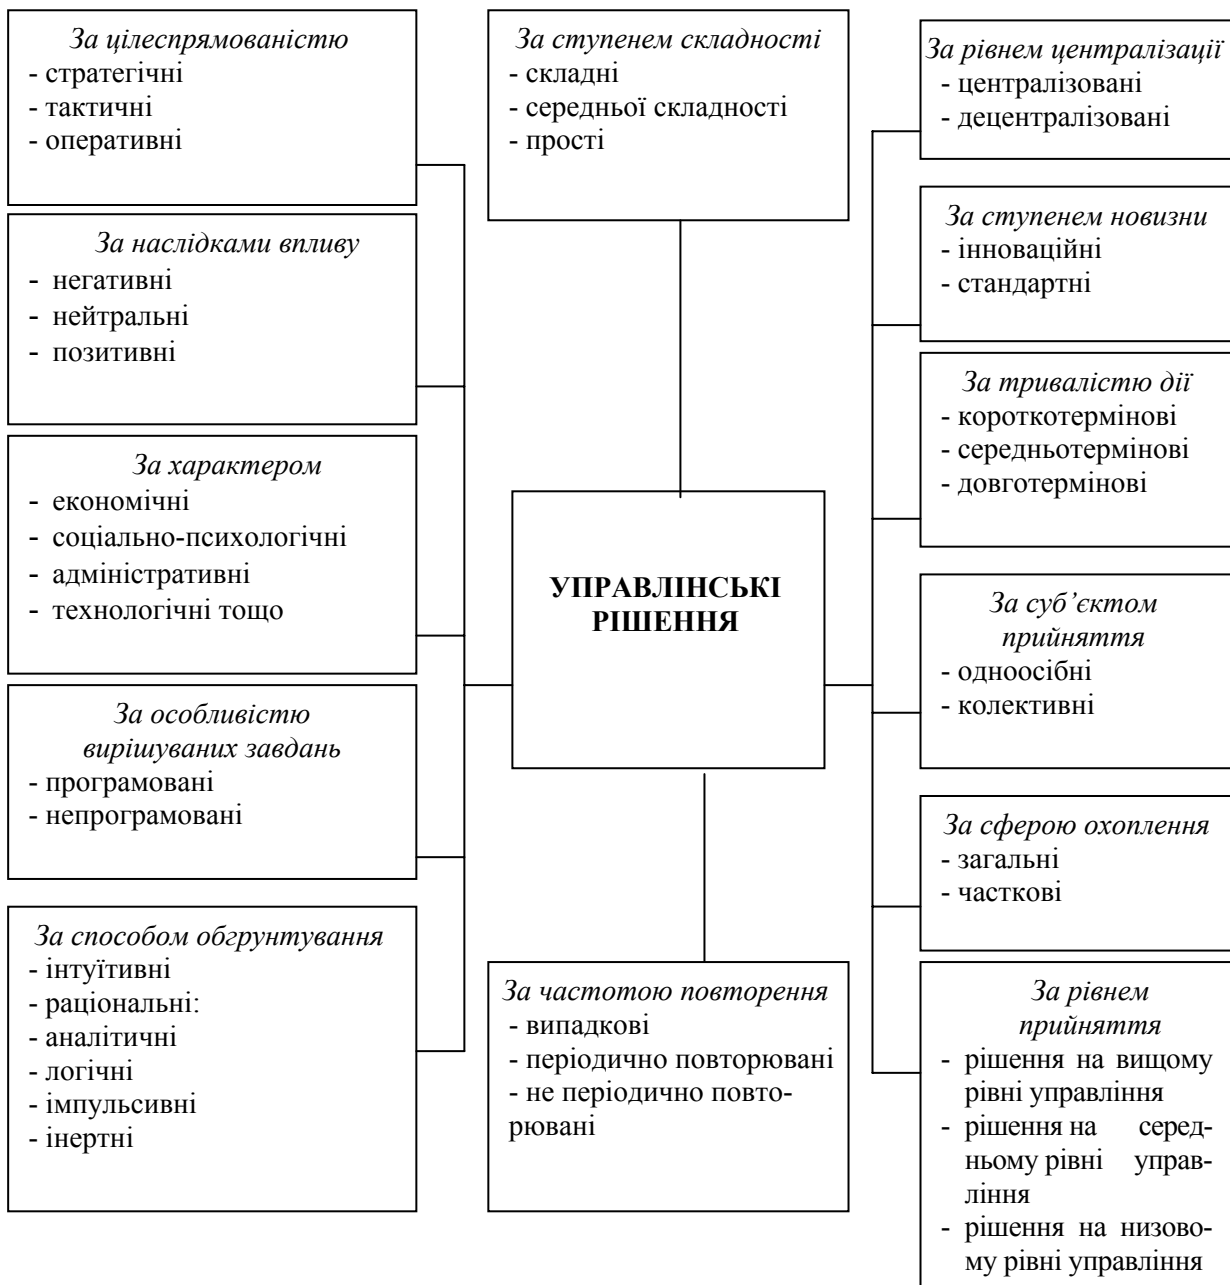 За цілеспрямованістю
- стратегічні
- тактичні
- оперативні
За наслідками впливу
- негативні
- нейтральні
- позитивні
За характером
- економічні
- соціально-психологічні
- адміністративні
- технологічні тощо
За особливістю
вирішуваних завдань
- програмовані
- непрограмовані
За способом обгрунтування
- інтуїтивні
- раціональні:
- аналітичні
- логічні
- імпульсивні
- інертні
За ступенем складності
- складні
- середньої складності
- прості
УПРАВЛІНСЬКІ
РІШЕННЯ
За частотою повторення
- випадкові
- періодично повторювані
- не періодично повто-
рювані
За рівнем централізації
- централізовані
- децентралізовані
За ступенем новизни
- інноваційні
- стандартні
За тривалістю дії
- короткотермінові
- середньотермінові
- довготермінові
За суб’єктом
прийняття
- одноосібні
- колективні
За сферою охоплення
- загальні
- часткові
За рівнем
прийняття
- рішення на вищому
рівні управління
- рішення на серед-
ньому рівні управ-
ління
- рішення на низово-
му рівні управління